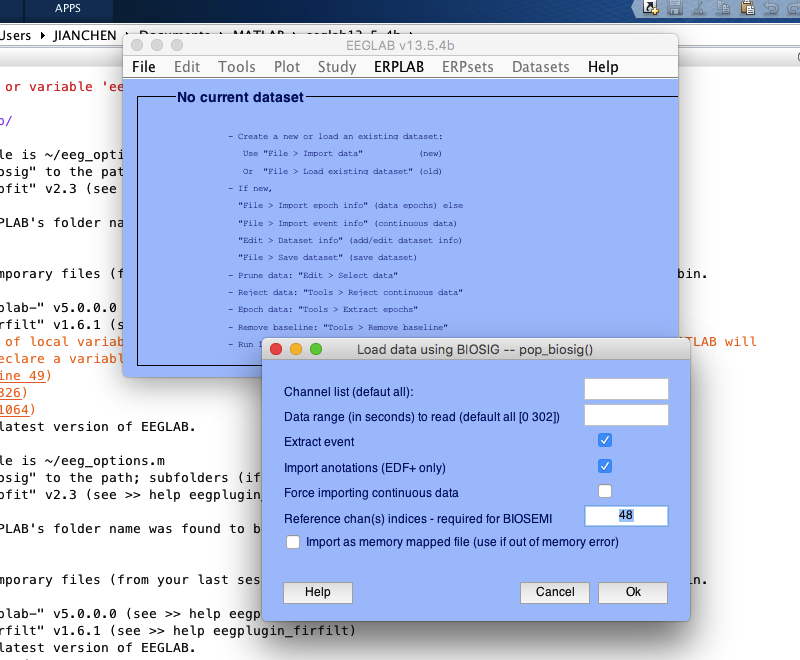 APPS
Users ▸ JIANCHEN ▸ Documents ▸ MATLAB ▸ eeglab13_5_4b ▸
EEGLAB v13.5.4b
File Edit Tools Plot Study ERPLAB ERPsets Datasets Help
No current dataset
- Create a new or load an existing dataset:
Use "File > Import data" (new)
Or "File > Load existing dataset" (old)
- If new,
"File > Import epoch info" (data epochs) else
"File > Import event info" (continuous data)
"Edit > Dataset info" (add/edit dataset info)
"File > Save dataset" (save dataset)
- Prune data: "Edit > Select data"
- Reject data: "Tools > Reject continuous data"
- Epoch data: "Tools > Extract epochs"
- Remove baseline: "Tools > Remove baseline"
- Run I
Load data using BIOSIG -- pop_biosig()
Channel list (defaut all):
Data range (in seconds) to read (default all [0 302])
Extract event
Import anotations (EDF+ only)
Force importing continuous data
Reference chan(s) indices - required for BIOSEMI 48
Import as memory mapped file (use if out of memory error)
Help Cancel Ok
or variable 'ee
b/
le is ~/eeg_opti
osig" to the pat
pfit" v2.3 (see
PLAB's folder na
mporary files (f
bin.
plab-" v5.0.0.0
rfilt" v1.6.1 (s
of local variab
TLAB will
eclare a variabl
ine 49)
326)
1064)
latest version of EEGLAB.
le is ~/eeg_options.m
osig" to the path; subfolders (if
pfit" v2.3 (see >> help eegplugin_
PLAB's folder name was found to b
mporary files (from your last ses
in.
plab-" v5.0.0.0 (see >> help eegp
rfilt" v1.6.1 (see >> help eegplugin_firfilt)
latest version of EEGLAB.